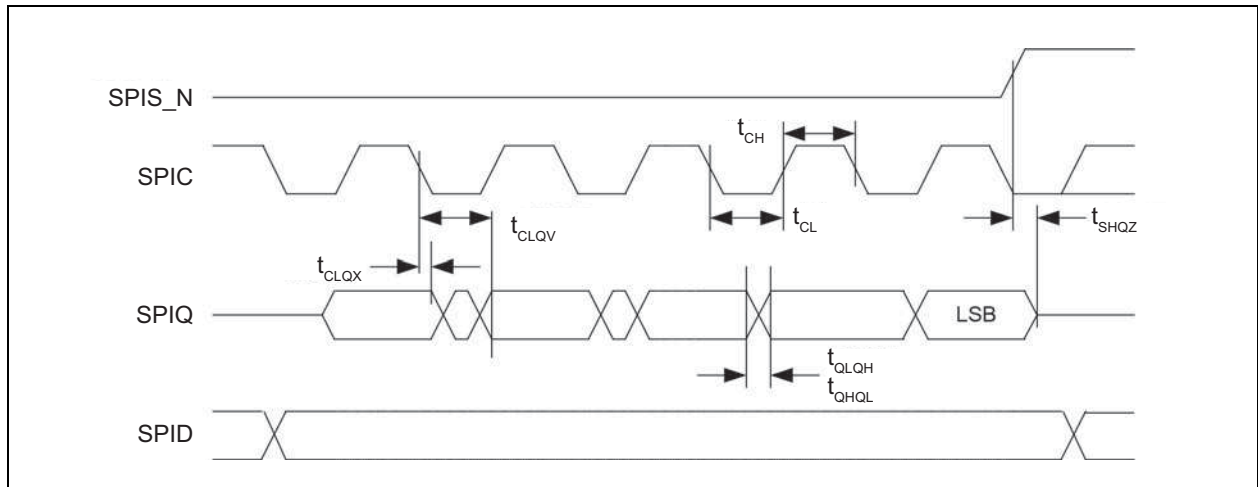 SPIS_N
t_CH
SPIC
t_CLQV
t_CL
t_SHQZ
t_CLQX
SPIQ
LSB
t_QLQH
t_QHQL
SPID